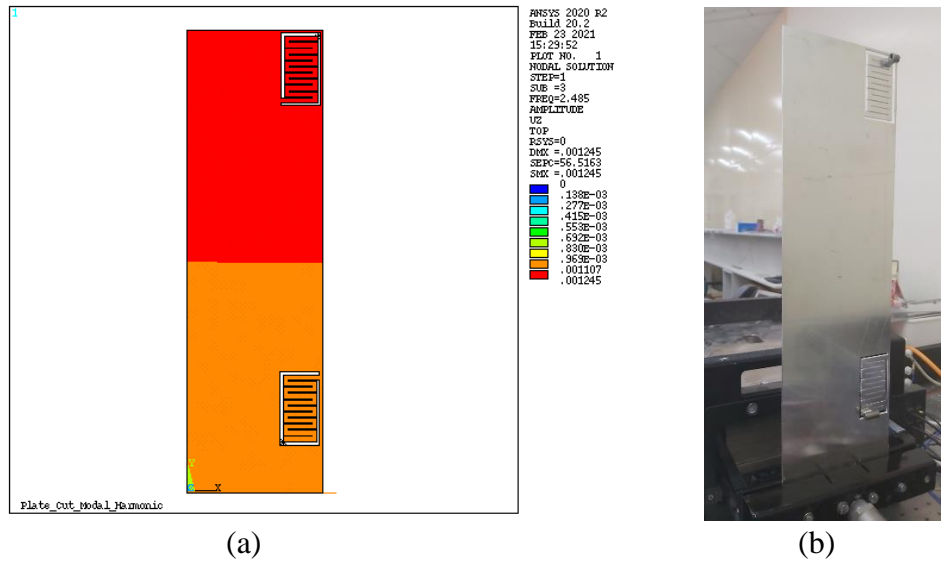 1
ANSYS 2020 R2
Build 20.2
FEB 23 2021
15:29:52
PLOT NO. 1
NODAL SOLUTION
STEP=1
SUB =3
FREQ=2.485
AMPLITUDE
UZ
TOP
RSYS=0
DMX =.001245
SEPC=56.5163
SMX =.001245
0
.138E-03
.277E-03
.415E-03
.553E-03
.692E-03
.830E-03
.969E-03
.001107
.001245
Y
Z X
Plate_Cut_Modal_Harmonic
(a)
(b)